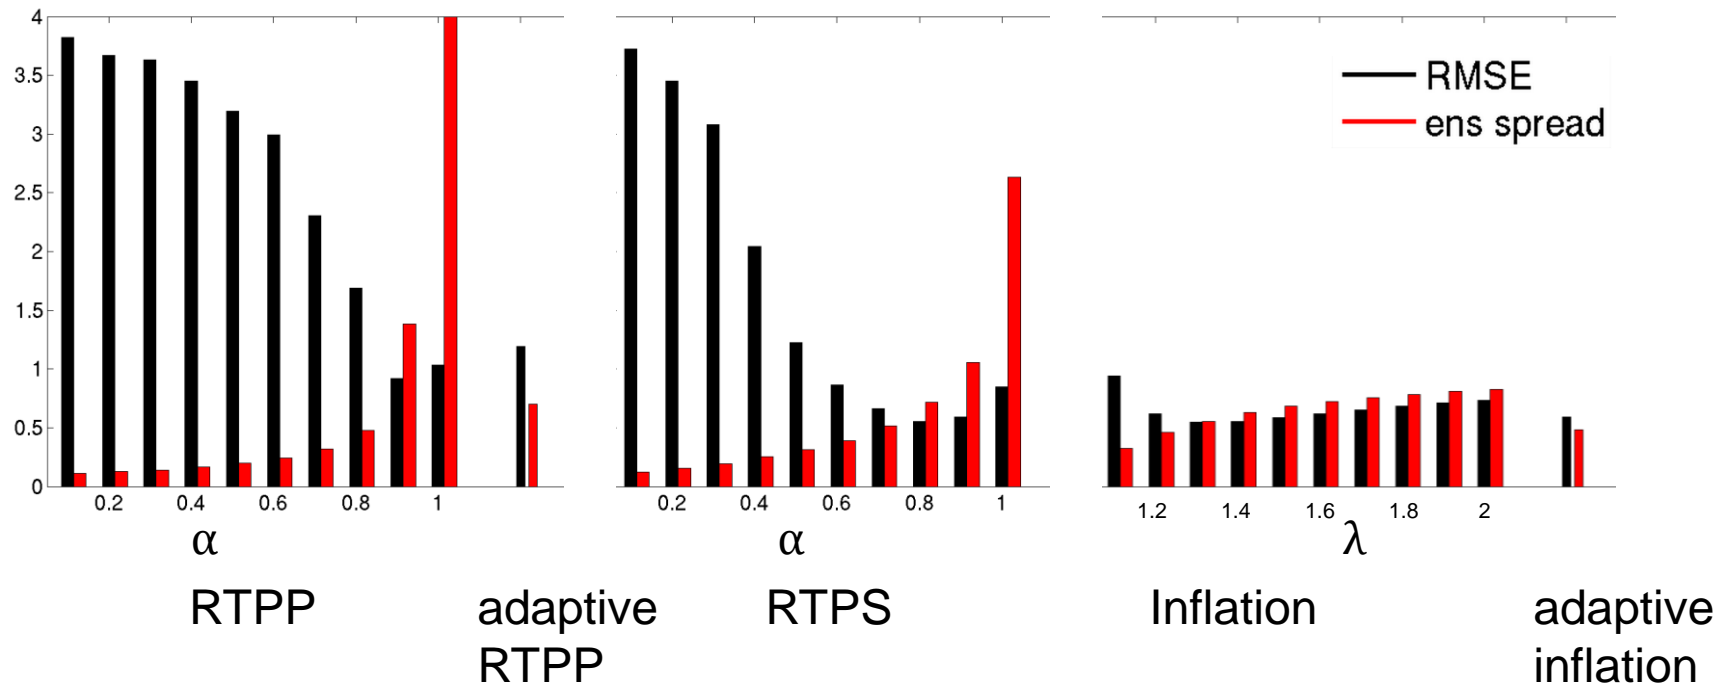 4
3.5
3
2.5
2
1.5
1
0.5
0
RMSE
ens spread
0.2 0.4 0.6 0.8 1
0.2 0.4 0.6 0.8 1
1.2 1.4 1.6 1.8 2
α α λ
RTPP adaptive RTPS Inflation adaptive
RTPP inflation